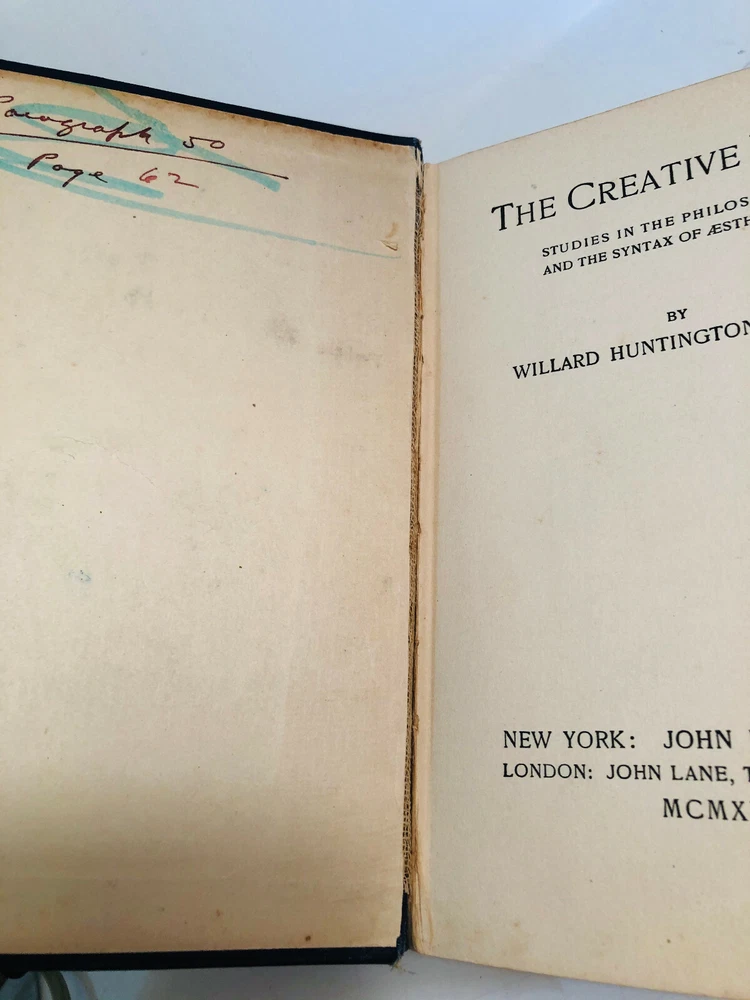 Paragraph 50
Page 62
THE CREATIVE
STUDIES IN THE PHILOS
AND THE SYNTAX OF ÆSTH
BY
WILLARD HUNTINGTON
NEW YORK: JOHN
LONDON: JOHN LANE, T
MCMX